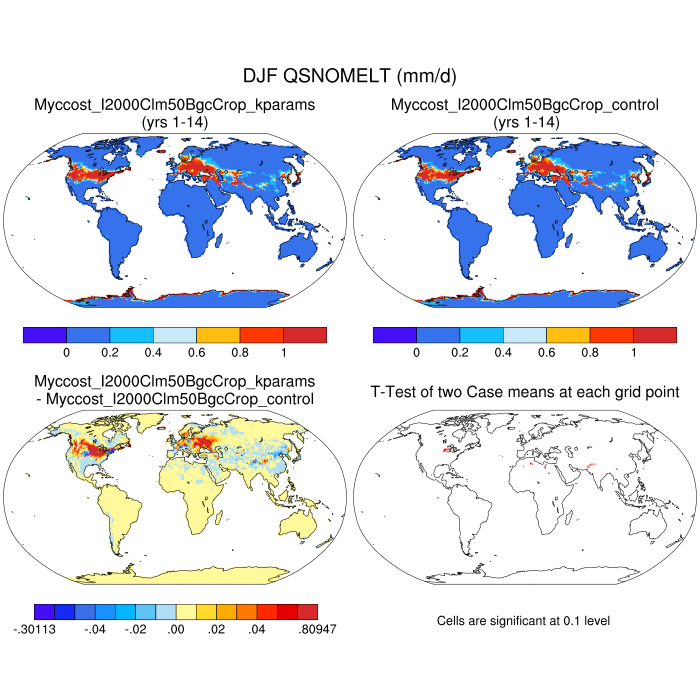 DJF QSNOMELT (mm/d)
Myccost_I2000Clm50BgcCrop_kparams
(yrs 1-14)
Myccost_I2000Clm50BgcCrop_control
(yrs 1-14)
0 0.2 0.4 0.6 0.8 1
0 0.2 0.4 0.6 0.8 1
Myccost_I2000Clm50BgcCrop_kparams
- Myccost_I2000Clm50BgcCrop_control
T-Test of two Case means at each grid point
-.30113 -.04 -.02 .00 .02 .04 .80947
Cells are significant at 0.1 level